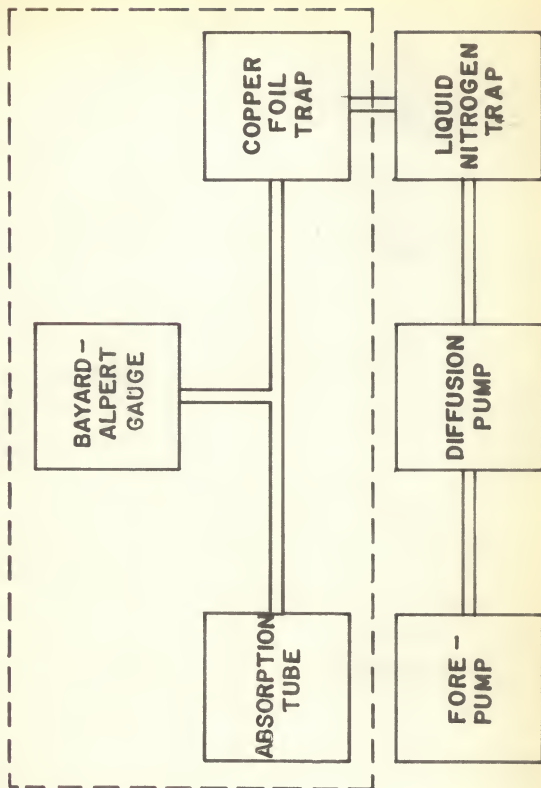 BAYARD-
ALPERT
GAUGE
ABSORPTION
TUBE
COPPER
FOIL
TRAP
FORE-
PUMP
DIFFUSION
PUMP
LIQUID
NITROGEN
TRAP